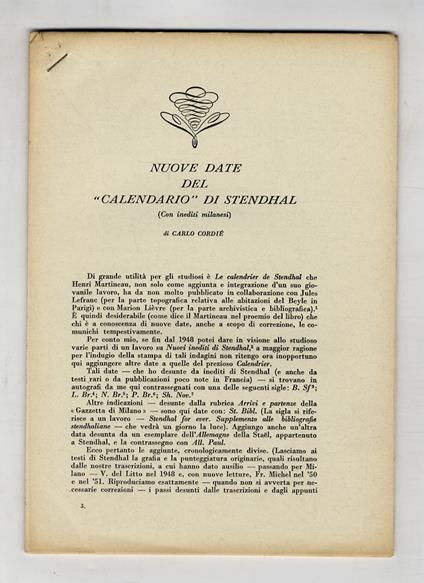 NUOVE DATE
DEL
"CALENDARIO" DI STENDHAL
(Con inediti milanesi)
di CARLO CORDIÉ
Di grande utilità per gli studiosi è Le calendrier de Stendhal che
Henri Martineau, non solo come aggiunta e integrazione d'un suo gio-
vanile lavoro, ha da non molto pubblicato in collaborazione con Jules
Lefranc (per la parte topografica relativa alle abitazioni del Beyle in
Parigi) e con Marion Lièvre (per la parte archivistica e bibliografica).¹
È quindi desiderabile (come dice il Martineau nel proemio del libro) che
chi è a conoscenza di nuove date, anche a scopo di correzione, le co-
munichi tempestivamente.
Per conto mio, se fin dal 1948 potei dare in visione allo studioso
varie parti di un lavoro su Nuovi inediti di Stendhal,² a maggior ragione
per l'indugio della stampa di tali indagini non ritengo ora inopportuno
qui aggiungere altre date a quelle del prezioso Calendrier.
Tali date — che ho desunte da inediti di Stendhal (e anche da
testi rari o da pubblicazioni poco note in Francia) — si trovano in
autografi da me qui contrassegnati con una delle seguenti sigle: B. Sf³;
L. Br.⁴; N. Br.⁵; P. Br.⁶; Sh. Nov.⁷
Altre indicazioni — desunte dalla rubrica Arrivi e partenze della
« Gazzetta di Milano » — sono qui date con: St. Bibl. (La sigla si rife-
risce a un lavoro — Stendhal for ever. Supplemento alle bibliografie
stendhaliane — che vedrà un giorno la luce). Aggiungo anche un'altra
data desunta da un esemplare dell'Allemagne della Staël, appartenuto
a Stendhal, e la contrassegno con All. Paul.
Ecco pertanto le aggiunte, cronologicamente divise. (Lasciamo ai
testi di Stendhal la grafia e la punteggiatura originarie, quali risultano
dalle nostre trascrizioni, a cui hanno dato ausilio — passando per Mi-
lano — V. del Litto nel 1948 e, con nuove letture, Fr. Michel nel '50
e nel '51. Riproduciamo esattamente — quando non si avverta per ne-
cessarie correzioni — i passi desunti dalle trascrizioni e dagli appunti
3.